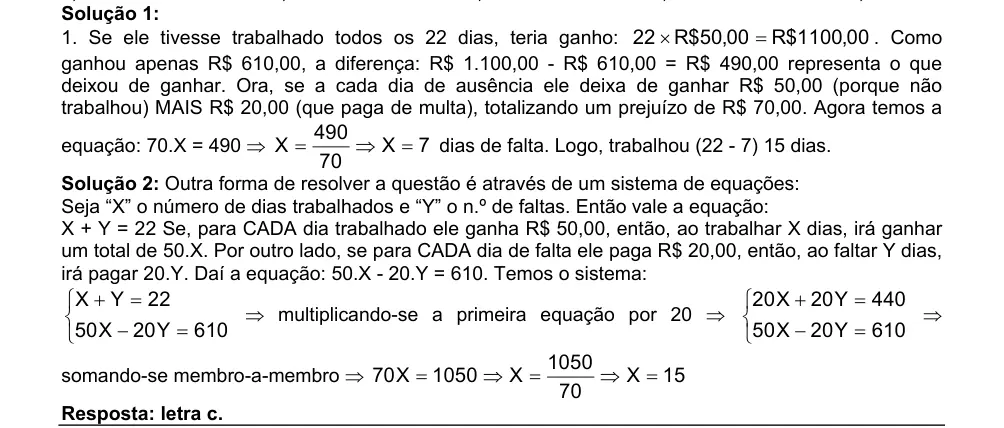 Solução 1:
1. Se ele tivesse trabalhado todos os 22 dias, teria ganho: 22 × R$50,00 = R$1100,00 . Como
ganhou apenas R$ 610,00, a diferença: R$ 1.100,00 - R$ 610,00 = R$ 490,00 representa o que
deixou de ganhar. Ora, se a cada dia de ausência ele deixa de ganhar R$ 50,00 (porque não
trabalhou) MAIS R$ 20,00 (que paga de multa), totalizando um prejuízo de R$ 70,00. Agora temos a
equação: 70.X = 490 ⇒ X = 490/70 ⇒ X = 7 dias de falta. Logo, trabalhou (22 - 7) 15 dias.
Solução 2: Outra forma de resolver a questão é através de um sistema de equações:
Seja “X” o número de dias trabalhados e “Y” o n.º de faltas. Então vale a equação:
X + Y = 22 Se, para CADA dia trabalhado ele ganha R$ 50,00, então, ao trabalhar X dias, irá ganhar
um total de 50.X. Por outro lado, se para CADA dia de falta ele paga R$ 20,00, então, ao faltar Y dias,
irá pagar 20.Y. Daí a equação: 50.X - 20.Y = 610. Temos o sistema:
{X + Y = 22
50X − 20Y = 610 ⇒ multiplicando-se a primeira equação por 20 ⇒ {20X + 20Y = 440
50X − 20Y = 610 ⇒
somando-se membro-a-membro ⇒ 70X = 1050 ⇒ X = 1050/70 ⇒ X = 15
Resposta: letra c.